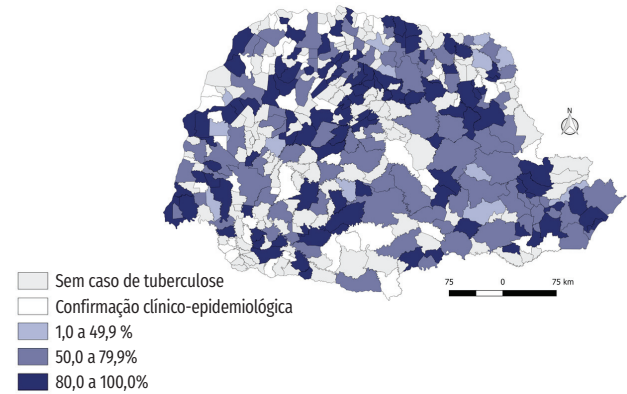 N
Sem caso de tuberculose
Confirmação clínico-epidemiológica
1,0 a 49,9 %
50,0 a 79,9%
80,0 a 100,0%
75 0 75 km